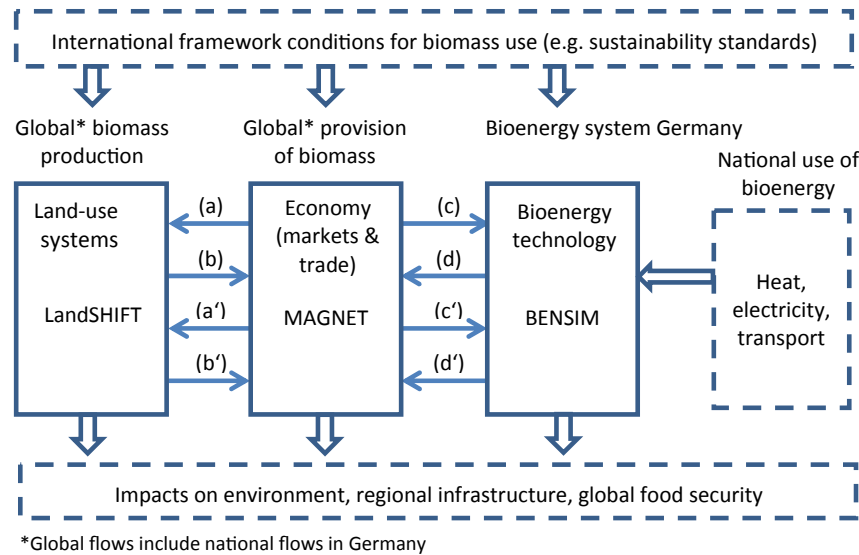 International framework conditions for biomass use (e.g. sustainability standards)
Global* biomass
production
Global* provision
of biomass
Bioenergy system Germany
National use of
bioenergy
Land-use
systems
LandSHIFT
(a)
(b)
(a‘)
(b‘)
Economy
(markets &
trade)
MAGNET
(c)
(d)
(c‘)
(d‘)
Bioenergy
technology
BENSIM
Heat,
electricity,
transport
Impacts on environment, regional infrastructure, global food security
*Global flows include national flows in Germany